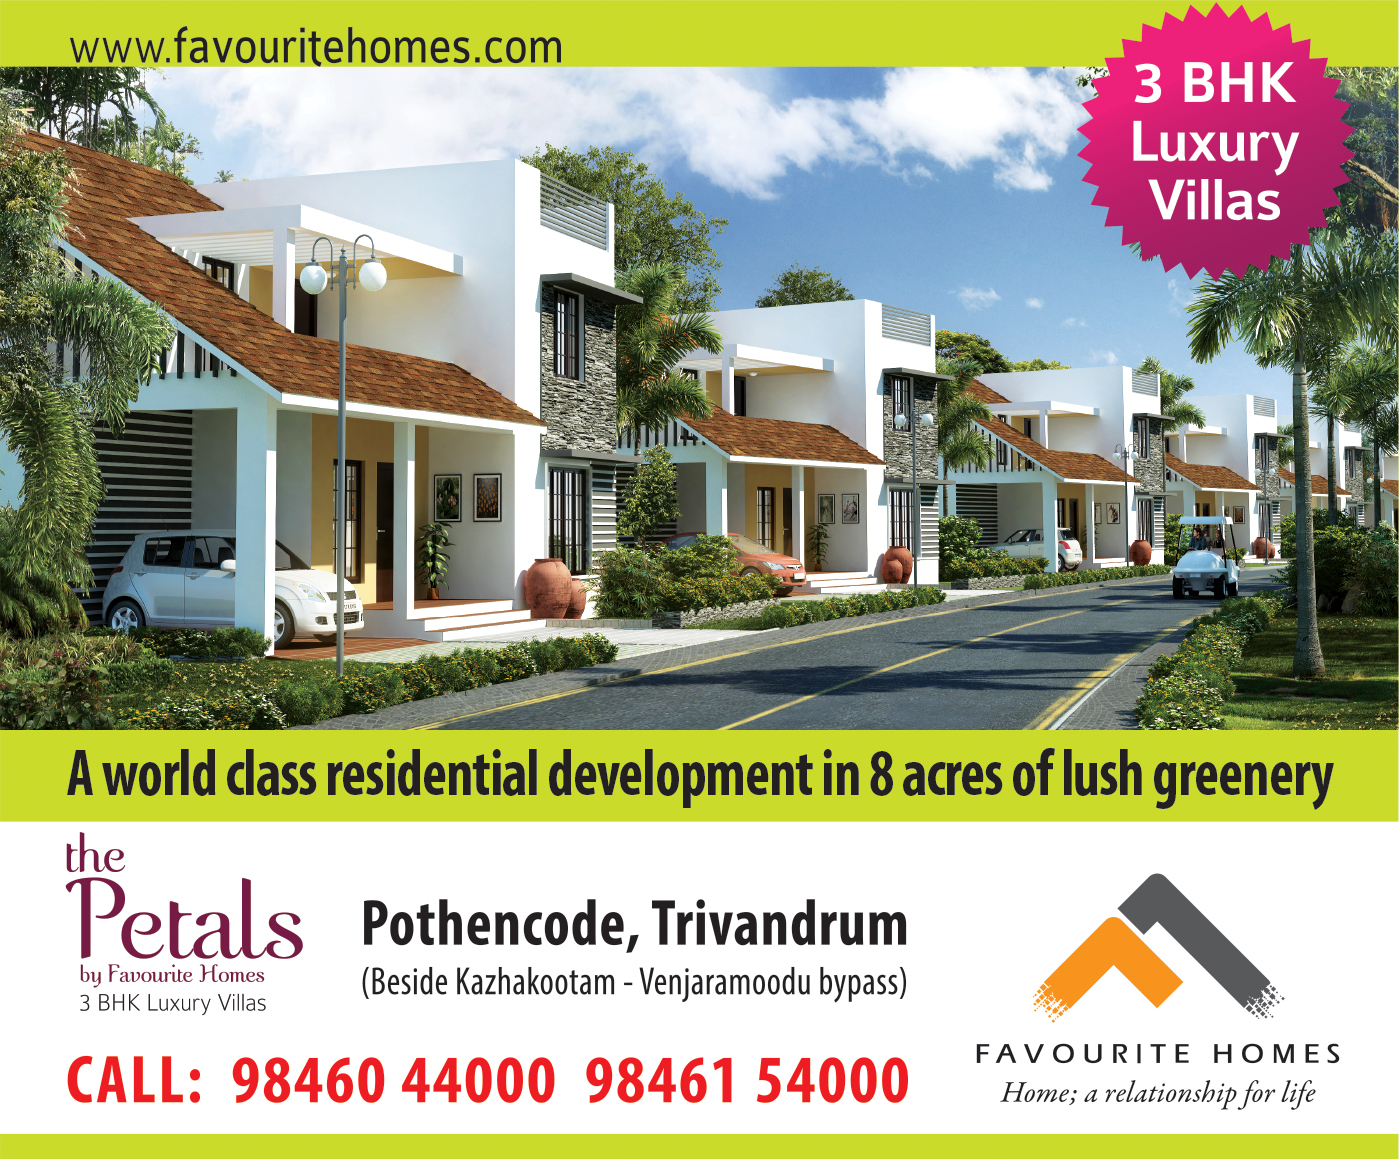 www.favouritehomes.com
3 BHK
Luxury
Villas
A world class residential development in 8 acres of lush greenery
the
Petals
by Favourite Homes
3 BHK Luxury Villas
Pothencode, Trivandrum
(Beside Kazhakootam - Venjaramoodu bypass)
CALL: 98460 44000 98461 54000
FAVOURITE HOMES
Home; a relationship for life